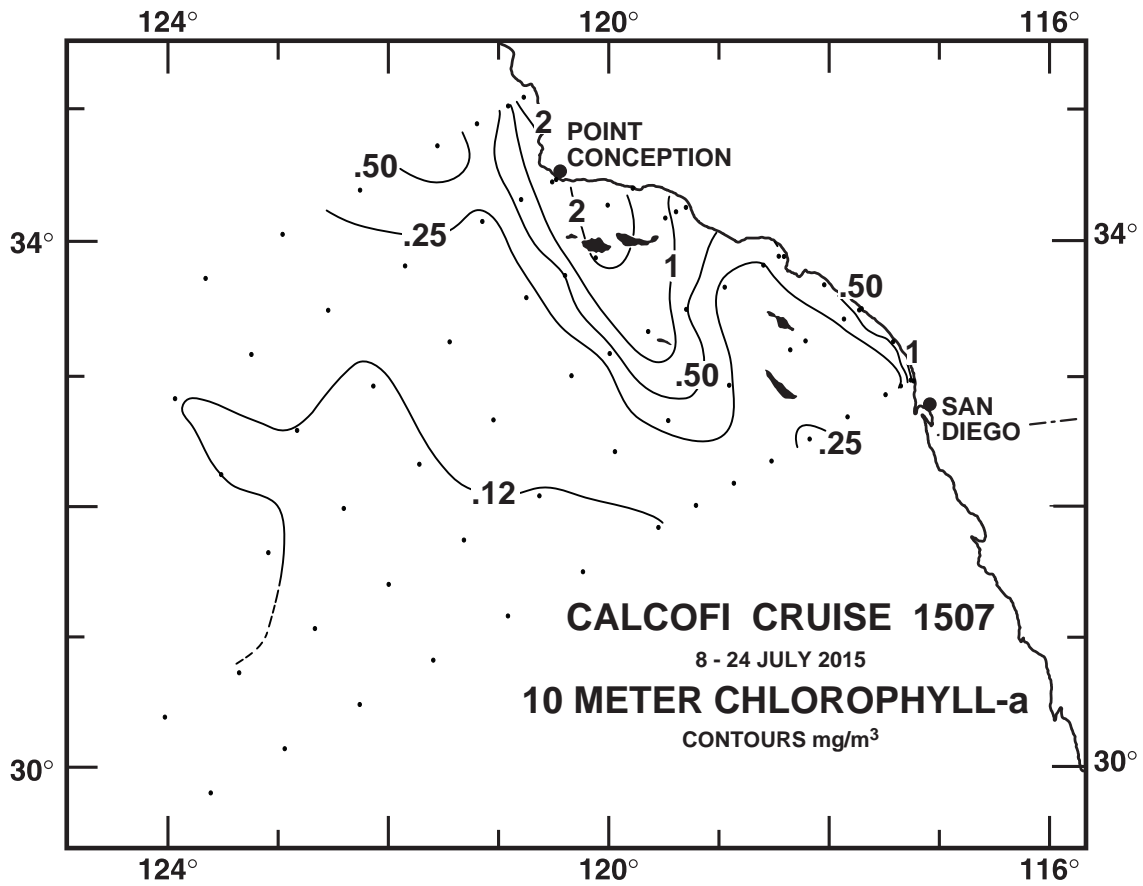 124° 120° 116°
2
POINT
CONCEPTION
.50
2
34° .25 34°
1
.50
1
.50
SAN
DIEGO
.25
.12
CALCOFI CRUISE 1507
8 - 24 JULY 2015
10 METER CHLOROPHYLL-a
CONTOURS mg/m³
30° 30°
124° 120° 116°